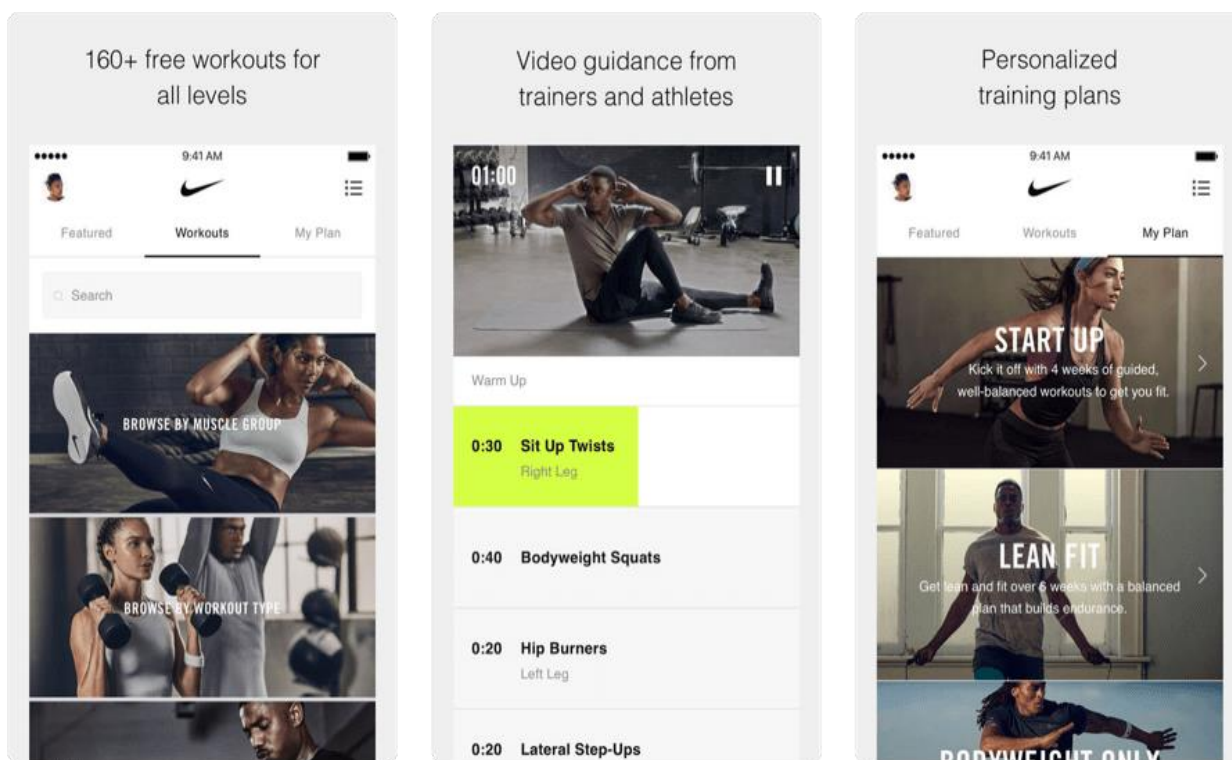 160+ free workouts for
all levels
9:41 AM
Featured
Workouts
My Plan
Search
BROWSE BY MUSCLE GROUP
BROWSE BY WORKOUT TYPE
Video guidance from
trainers and athletes
01:00
Warm Up
0:30 Sit Up Twists
Right Leg
0:40 Bodyweight Squats
0:20 Hip Burners
Left Leg
0:20 Lateral Step-Ups
Personalized
training plans
9:41 AM
Featured
Workouts
My Plan
START UP
Kick it off with 4 weeks of guided,
well-balanced workouts to get you fit.
LEAN FIT
Get lean and fit over 6 weeks with a balanced
plan that builds endurance.
BODYWEIGHT ONLY